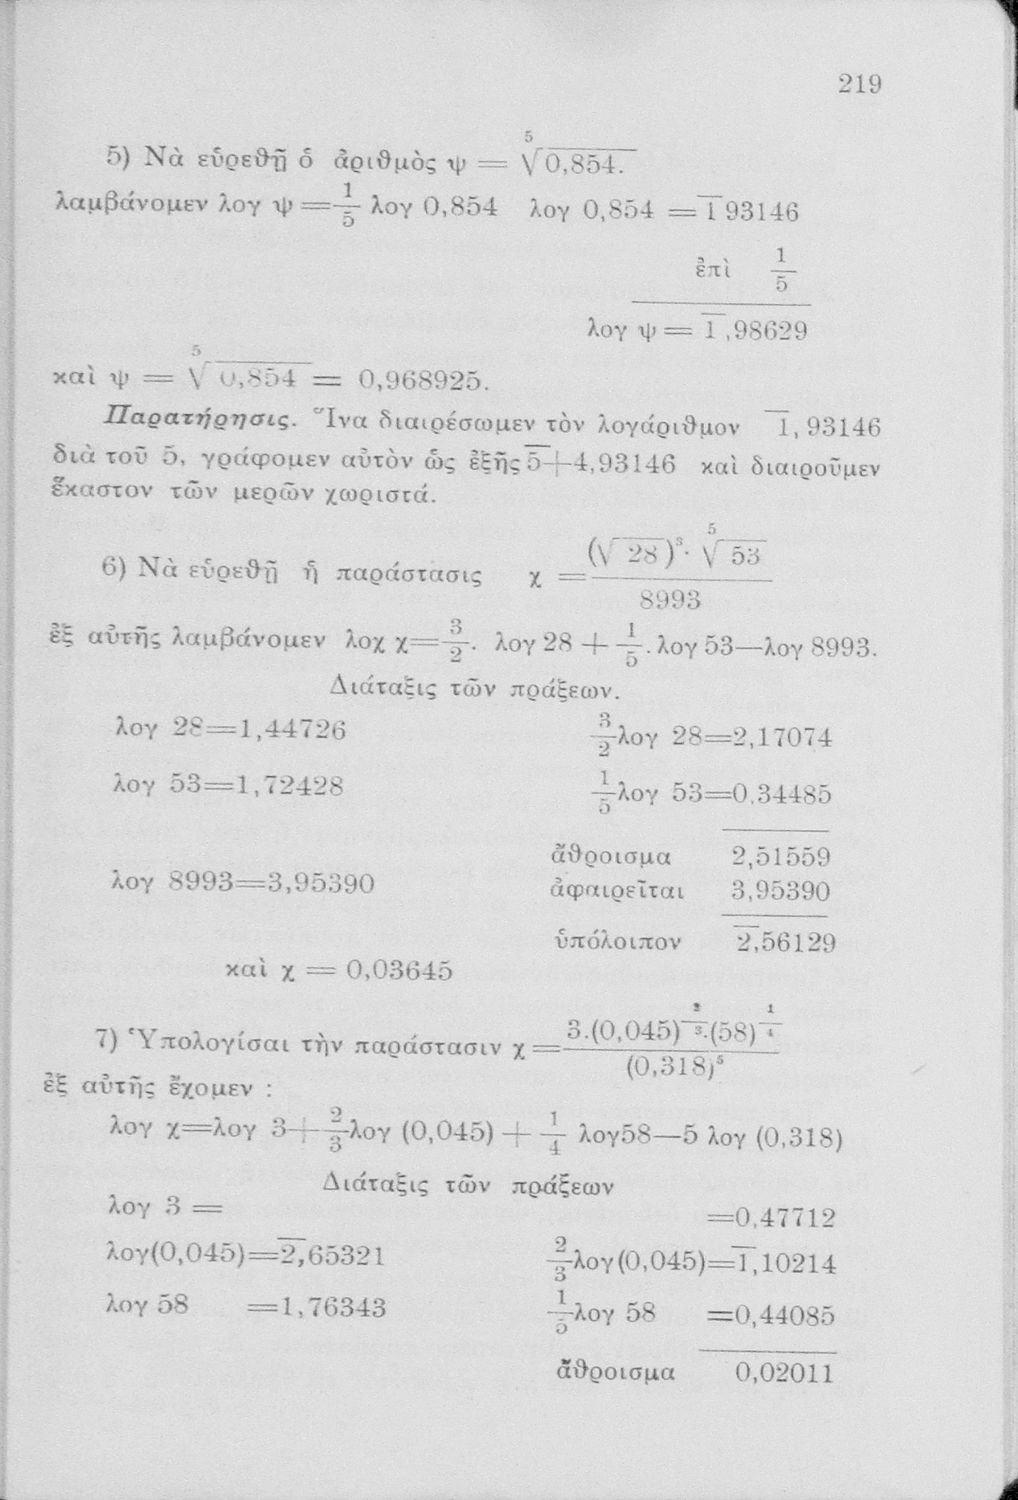 219
5) Νὰ εὑρεθῇ ὁ ἀριθμὸς ψ = ⁵√0,854.
λαμβάνομεν λογ ψ = 1/5 λογ 0,854 λογ 0,854 = 1̅ 93146
ἐπὶ 1/5
λογ ψ = 1̅,98629
καὶ ψ = ⁵√0,854 = 0,968925.
Παρατήρησις. Ἵνα διαιρέσωμεν τὸν λογάριθμον 1̅, 93146
διὰ τοῦ 5, γράφομεν αὐτὸν ὡς ἑξῆς 5̅+4,93146 καὶ διαιροῦμεν
ἕκαστον τῶν μερῶν χωριστά.
6) Νὰ εὑρεθῇ ἡ παράστασις χ = (√28)³·⁵√53 / 8993
ἐξ αὐτῆς λαμβάνομεν λοχ χ=3/2. λογ 28 + 1/5. λογ 53—λογ 8993.
Διάταξις τῶν πράξεων.
λογ 28=1,44726 3/2 λογ 28=2,17074
λογ 53=1,72428 1/5 λογ 53=0,34485
ἄθροισμα 2,51559
λογ 8993=3,95390 ἀφαιρεῖται 3,95390
ὑπόλοιπον 2̅,56129
καὶ χ = 0,03645
7) Ὑπολογίσαι τὴν παράστασιν χ = 3.(0,045)^2/3.(58)^1/4 / (0,318)⁵
ἐξ αὐτῆς ἔχομεν :
λογ χ=λογ 3+2/3 λογ (0,045) + 1/4 λογ58—5 λογ (0,318)
Διάταξις τῶν πράξεων
λογ 3 = =0,47712
λογ(0,045)=2̅,65321 2/3 λογ(0,045)=1̅,10214
λογ 58 =1,76343 1/5 λογ 58 =0,44085
ἄθροισμα 0,02011